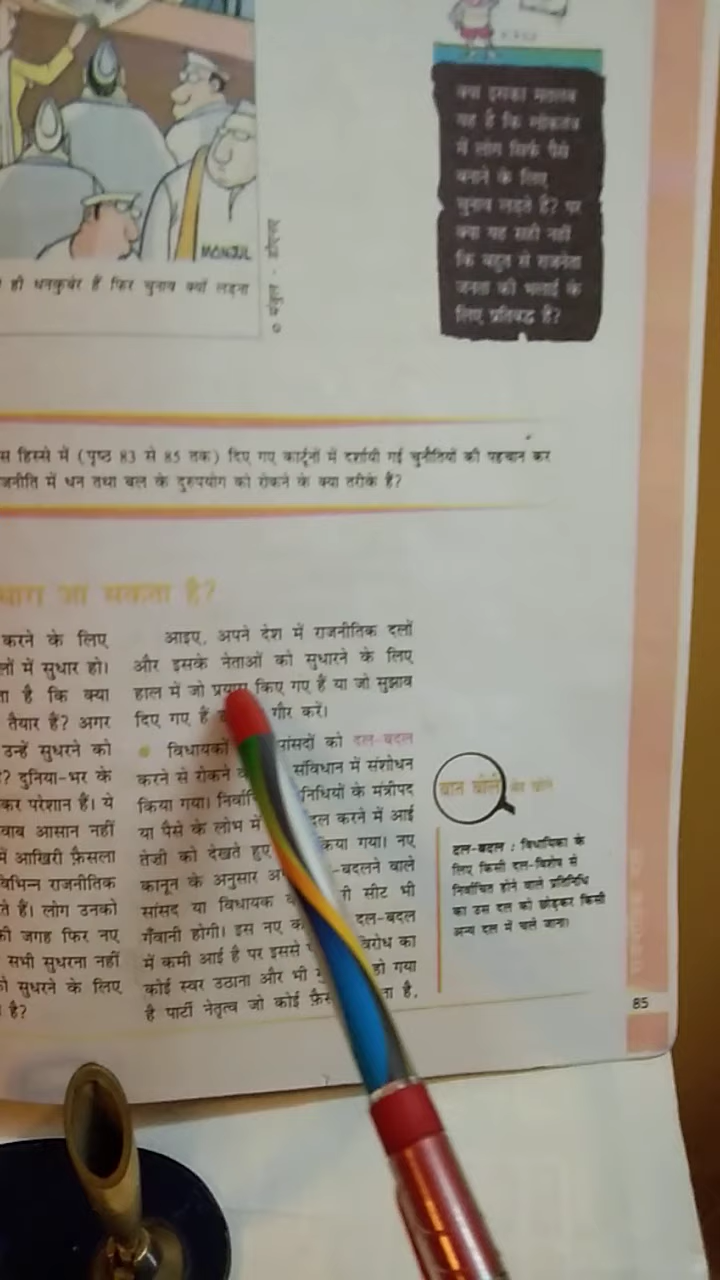 MANJUL
ही धनकुबेर हैं फिर चुनाव क्यों लड़ना
क्या इसका मतलब
यह है कि लोकतंत्र
में लोग सिर्फ पैसे
बनाने के लिए
चुनाव लड़ते हैं? पर
क्या यह सही नहीं
कि बहुत से राजनेता
जनता की भलाई के
लिए प्रतिबद्ध हैं?
स हिस्से में (पृष्ठ 83 से 85 तक) दिए गए कार्टूनों में दर्शायी गई चुनौतियों की पहचान कर
जनीति में धन तथा बल के दुरुपयोग को रोकने के क्या तरीके हैं?
धारा जा सकता है?
करने के लिए
लों में सुधार हो।
ता है कि क्या
तैयार हैं? अगर
उन्हें सुधरने को
? दुनिया-भर के
कर परेशान हैं। ये
वाब आसान नहीं
में आखिरी फ़ैसला
विभिन्न राजनीतिक
ते हैं। लोग उनको
की जगह फिर नए
सभी सुधरना नहीं
को सुधरने के लिए
है?
आइए, अपने देश में राजनीतिक दलों
और इसके नेताओं को सुधारने के लिए
हाल में जो प्रयास किए गए हैं या जो सुझाव
दिए गए हैं गौर करें।
विधायकों सांसदों को दल-बदल
करने से रोकने संविधान में संशोधन
किया गया। निधियों के मंत्रीपद
या पैसे के लोभ में दल करने में आई
तेज़ी को देखते हुए किया गया। नए
कानून के अनुसार -बदलने वाले
सांसद या विधायक सीट भी
गँवानी होगी। इस नए दल-बदल
में कमी आई है पर इससे विरोध का
कोई स्वर उठाना और भी हो गया
है पार्टी नेतृत्व जो कोई ता है,
दल-बदल : विधायिका के
लिए किसी दल-विशेष से
निर्वाचित होने वाले प्रतिनिधि
का उस दल को छोड़कर किसी
अन्य दल में चले जाना।
85